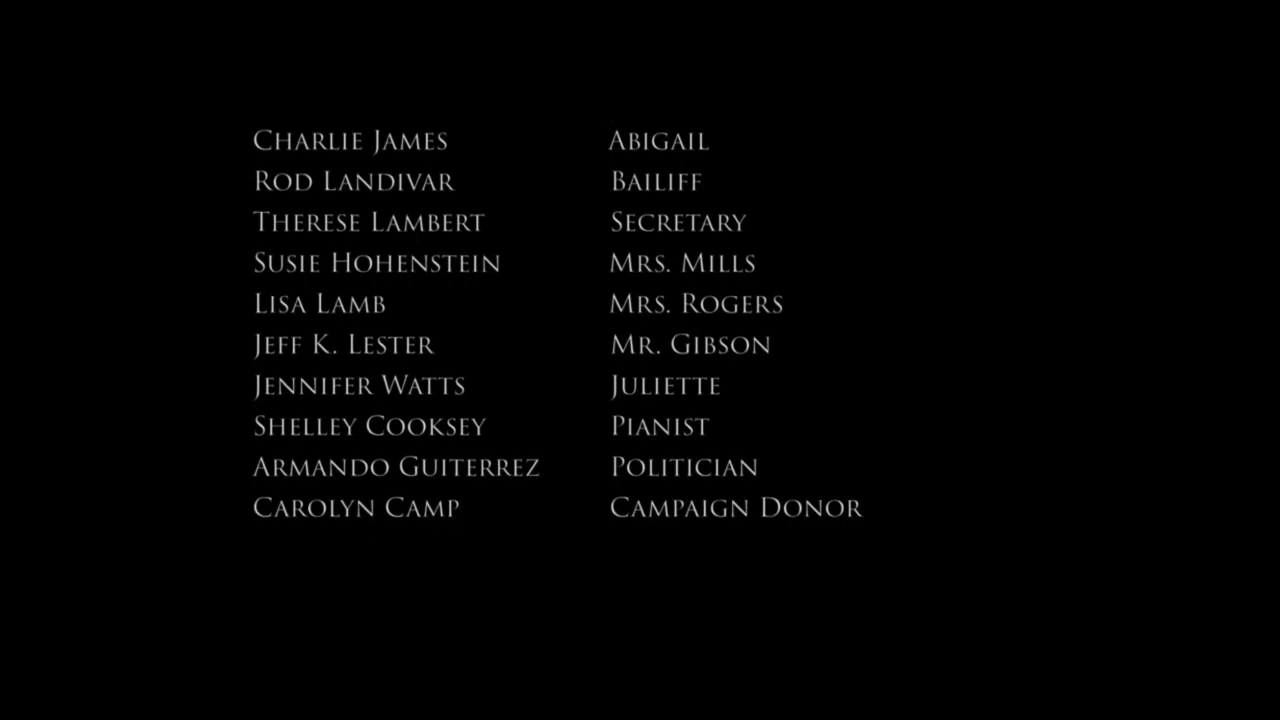 Charlie James Abigail
Rod Landivar Bailiff
Therese Lambert Secretary
Susie Hohenstein Mrs. Mills
Lisa Lamb Mrs. Rogers
Jeff K. Lester Mr. Gibson
Jennifer Watts Juliette
Shelley Cooksey Pianist
Armando Guiterrez Politician
Carolyn Camp Campaign Donor